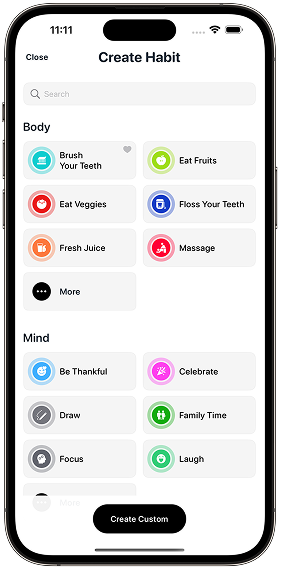 11:11
Close
Create Habit
Search
Body
Brush
Your Teeth
Eat Fruits
Eat Veggies
Floss Your Teeth
Fresh Juice
Massage
More
Mind
Be Thankful
Celebrate
Draw
Family Time
Focus
Laugh
More
Create Custom